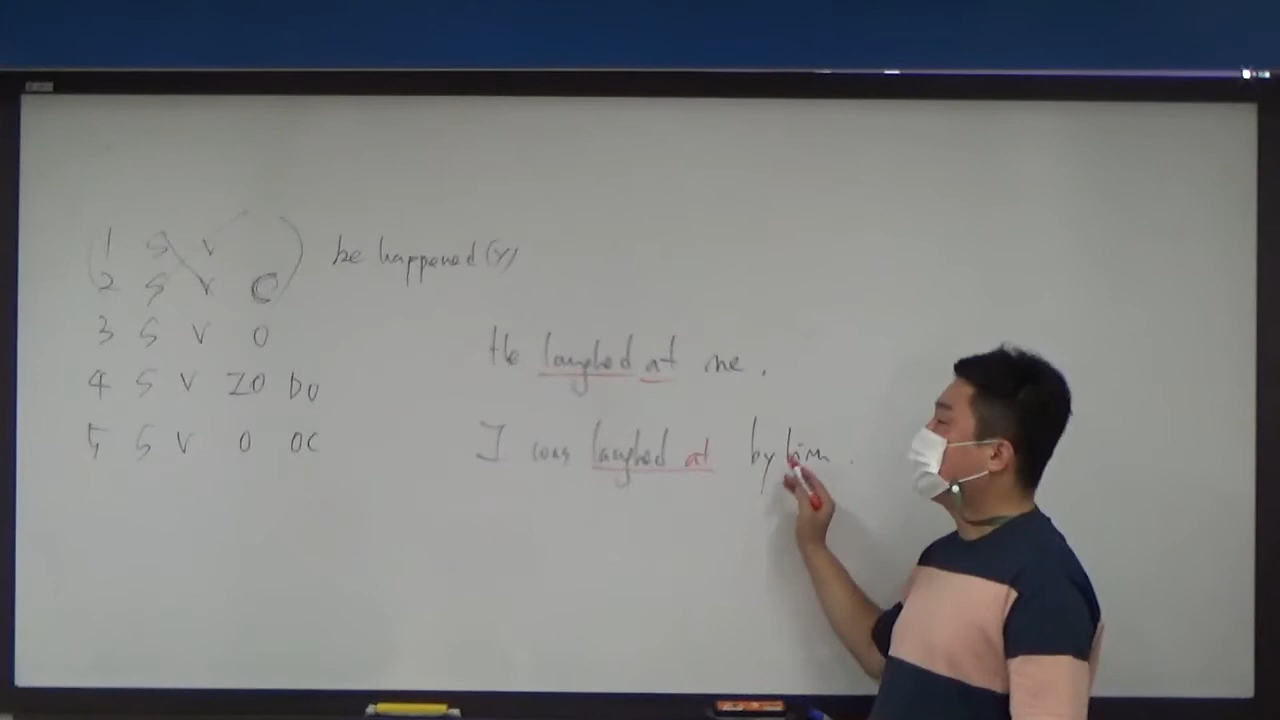 1 S V
2 S V C
be happened (X)
3 S V O
4 S V IO DO
5 S V O OC
He laughed at me.
I was laughed at by him.